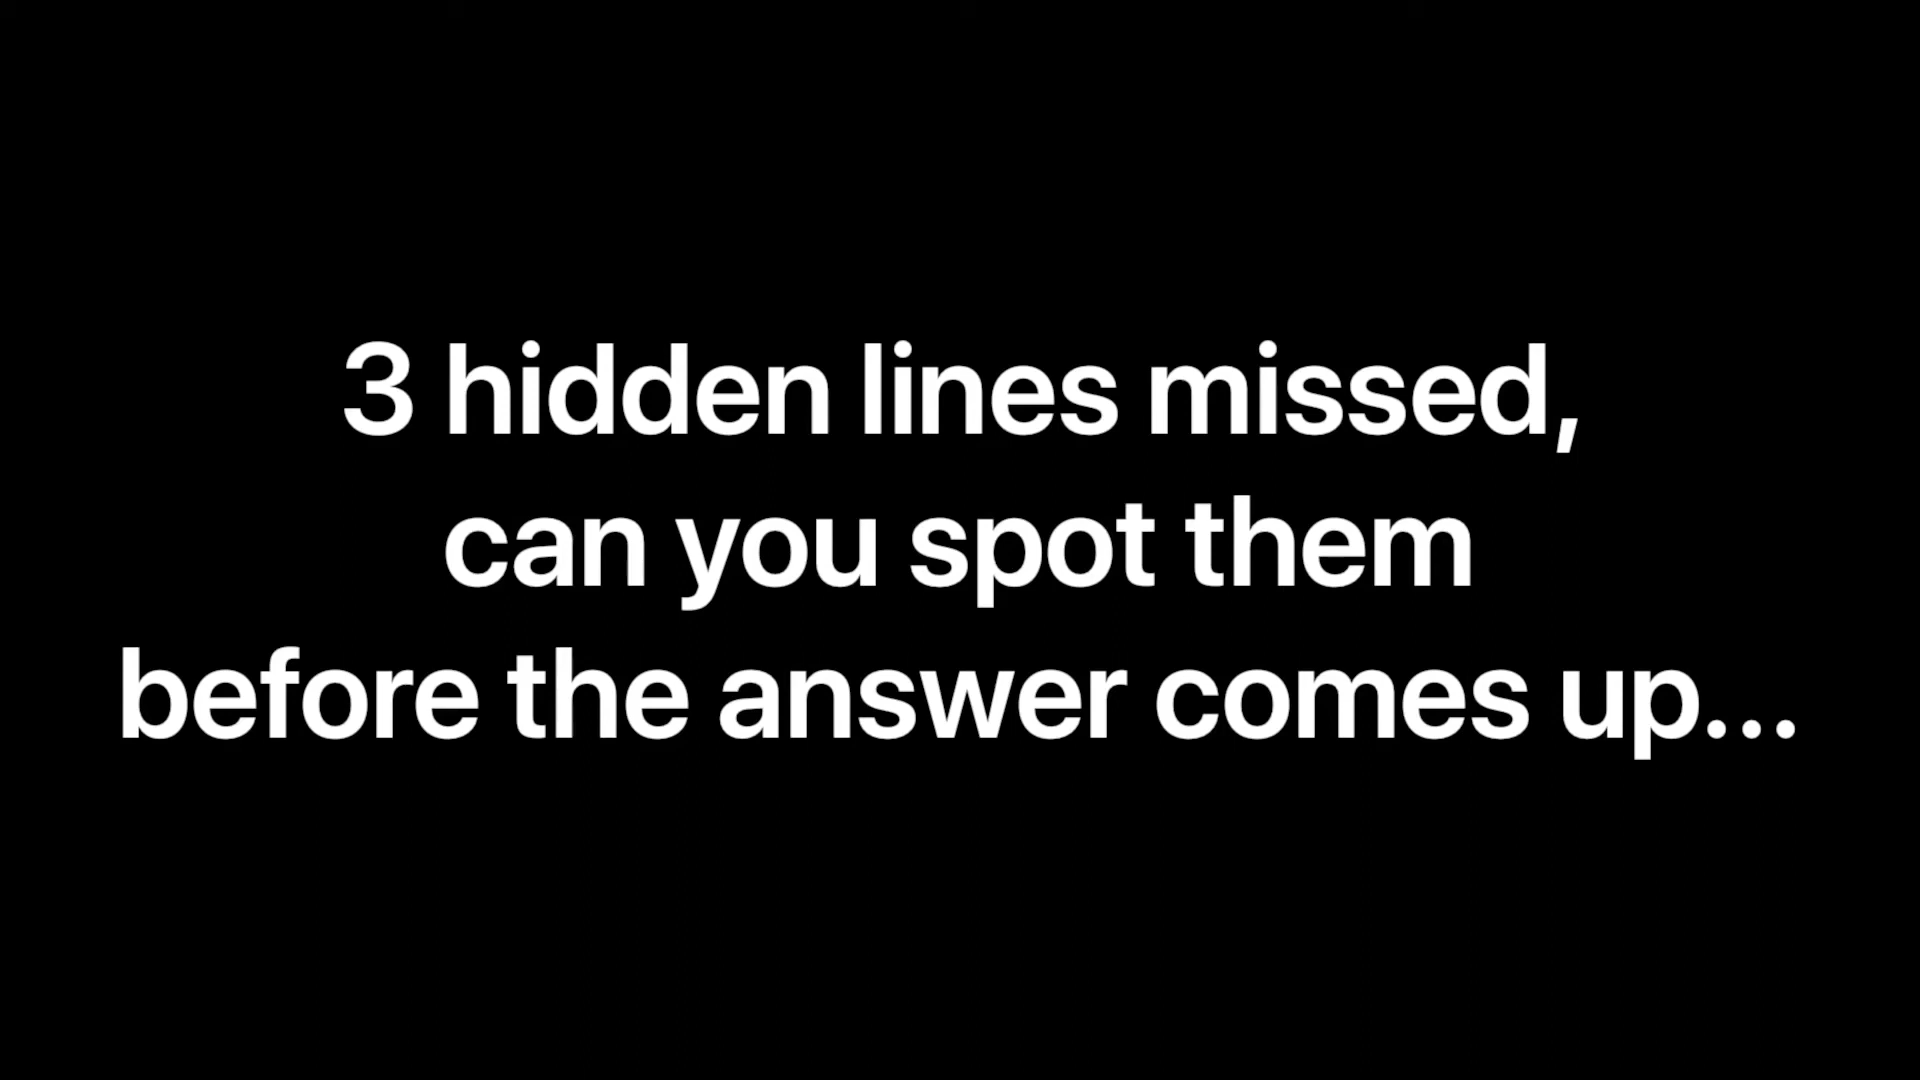 3 hidden lines missed,
can you spot them
before the answer comes up...